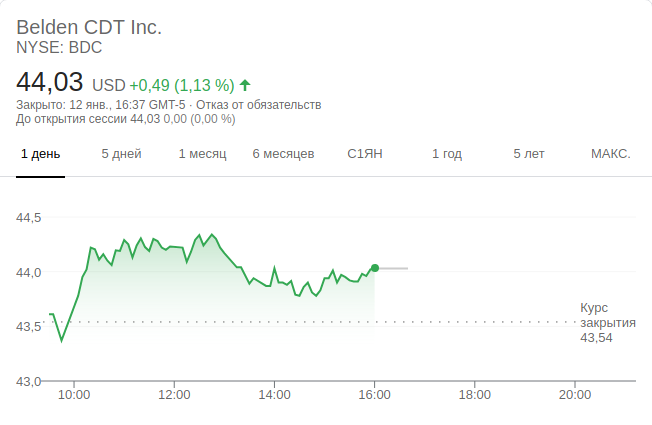 Belden CDT Inc.
NYSE: BDC
44,03 USD +0,49 (1,13 %)
Закрыто: 12 янв., 16:37 GMT-5 · Отказ от обязательств
До открытия сессии 44,03 0,00 (0,00 %)
1 день 5 дней 1 месяц 6 месяцев С1ЯН 1 год 5 лет МАКС.
44,5
44,0
43,5
43,0
Курс
закрытия
43,54
10:00 12:00 14:00 16:00 18:00 20:00